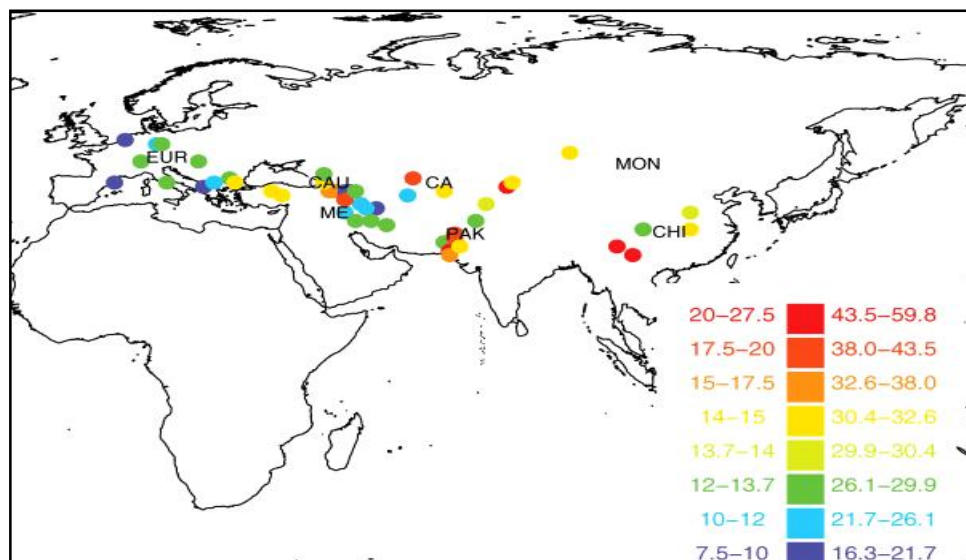 MON
EUR
CAU CA
ME
PAK CHI
20–27.5 43.5–59.8
17.5–20 38.0–43.5
15–17.5 32.6–38.0
14–15 30.4–32.6
13.7–14 29.9–30.4
12–13.7 26.1–29.9
10–12 21.7–26.1
7.5–10 16.3–21.7